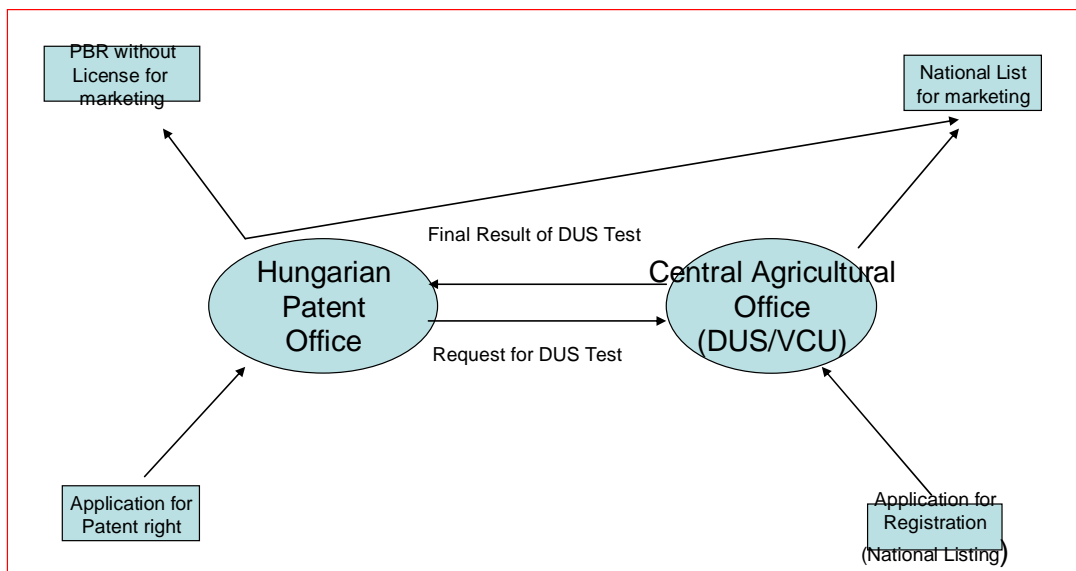 PBR without
License for
marketing
National List
for marketing
Final Result of DUS Test
Hungarian
Patent
Office
Central Agricultural
Office
(DUS/VCU)
Request for DUS Test
Application for
Patent right
Application for
Registration
(National Listing)